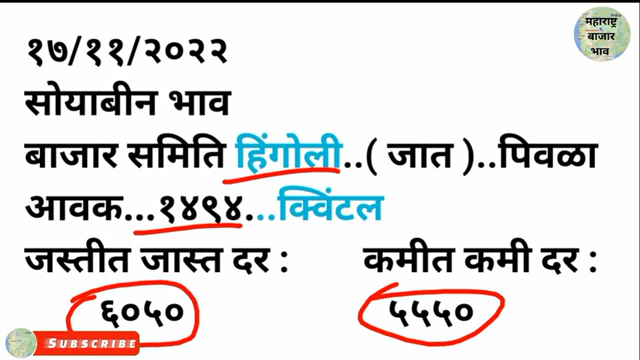 महाराष्ट्र
बाजार
भाव
१७/११/२०२२
सोयाबीन भाव
बाजार समिति हिंगोली..( जात )..पिवळा
आवक...१४९४...क्विंटल
जस्तीत जास्त दर : कमीत कमी दर :
६०५० ५५५०
SUBSCRIBE